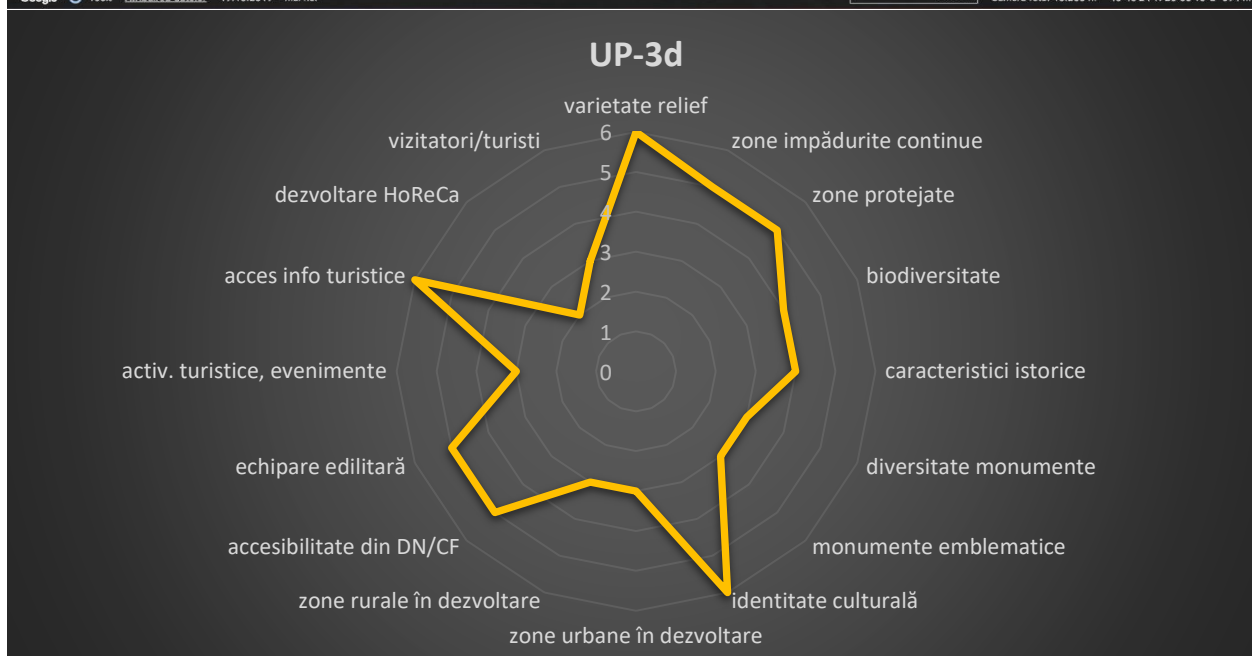 UP-3d
varietate relief
zone impădurite continue
zone protejate
biodiversitate
caracteristici istorice
diversitate monumente
monumente emblematice
identitate culturală
zone urbane în dezvoltare
zone rurale în dezvoltare
accesibilitate din DN/CF
echipare edilitară
activ. turistice, evenimente
acces info turistice
dezvoltare HoReCa
vizitatori/turisti
6
5
4
3
2
1
0